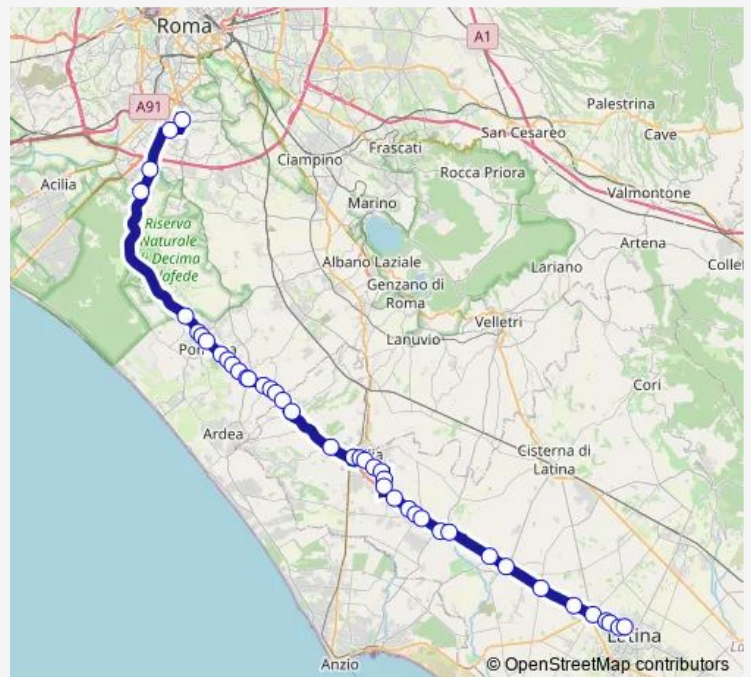 Roma
A1
A91
Palestrina
San Cesareo
Cave
Frascati
Ciampino
Rocca Priora
Acilia
Valmontone
Marino
Riserva
Naturale
Artena
Albano Laziale
Lariano
Genzano di
Roma
Velletri
Lanuvio
Cori
Ardea
Cisterna di
Latina
Latina
Anzio
© OpenStreetMap contributors